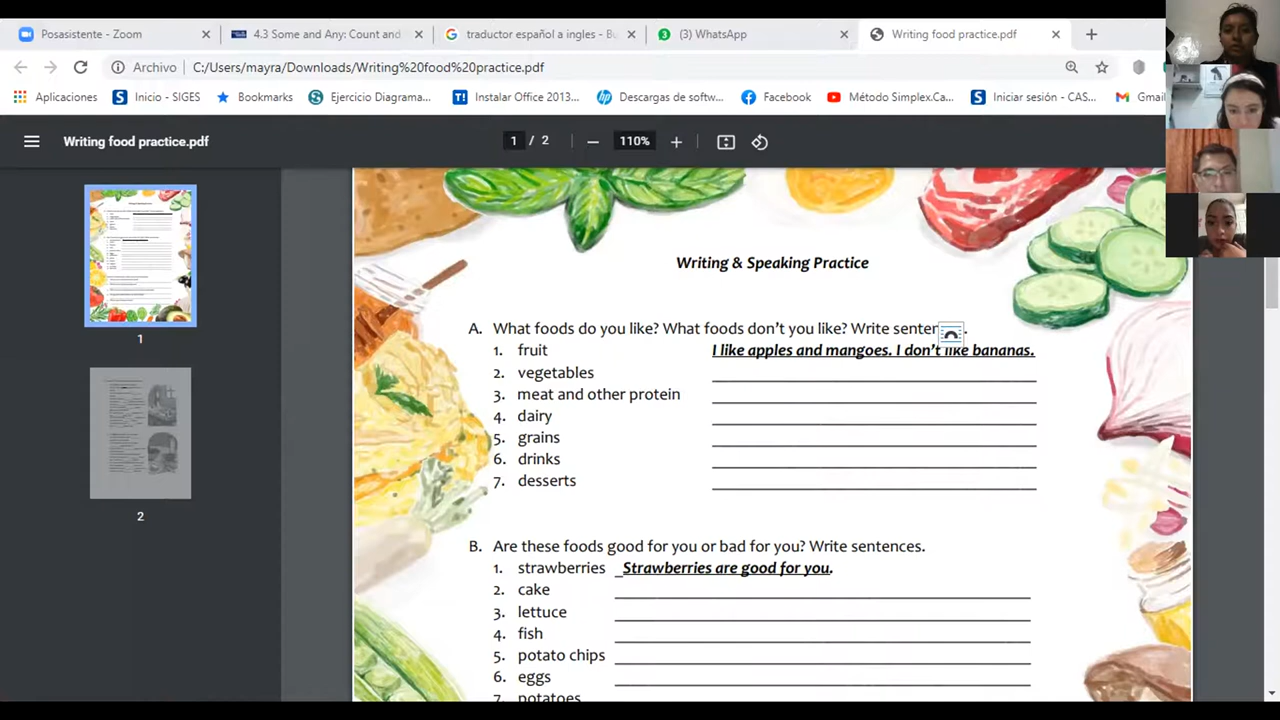 Posasistente - Zoom
4.3 Some and Any: Count and
traductor español a ingles - Bu
(3) WhatsApp
Writing food practice.pdf
Archivo
C:/Users/mayra/Downloads/Writing%20food%20practice.pdf
Aplicaciones
Inicio - SIGES
Bookmarks
Ejercicio Diagrama...
Instalar Office 2013...
Descargas de softw...
Facebook
Método Simplex.Ca...
Iniciar sesión - CAS...
Gmail
Writing food practice.pdf
1 / 2
110%
1
2
Writing & Speaking Practice
A. What foods do you like? What foods don't you like? Write
1. fruit I like apples and mangoes. I don't like bananas.
2. vegetables
3. meat and other protein
4. dairy
5. grains
6. drinks
7. desserts
B. Are these foods good for you or bad for you? Write sentences.
1. strawberries _Strawberries are good for you.
2. cake
3. lettuce
4. fish
5. potato chips
6. eggs
7. potatoes